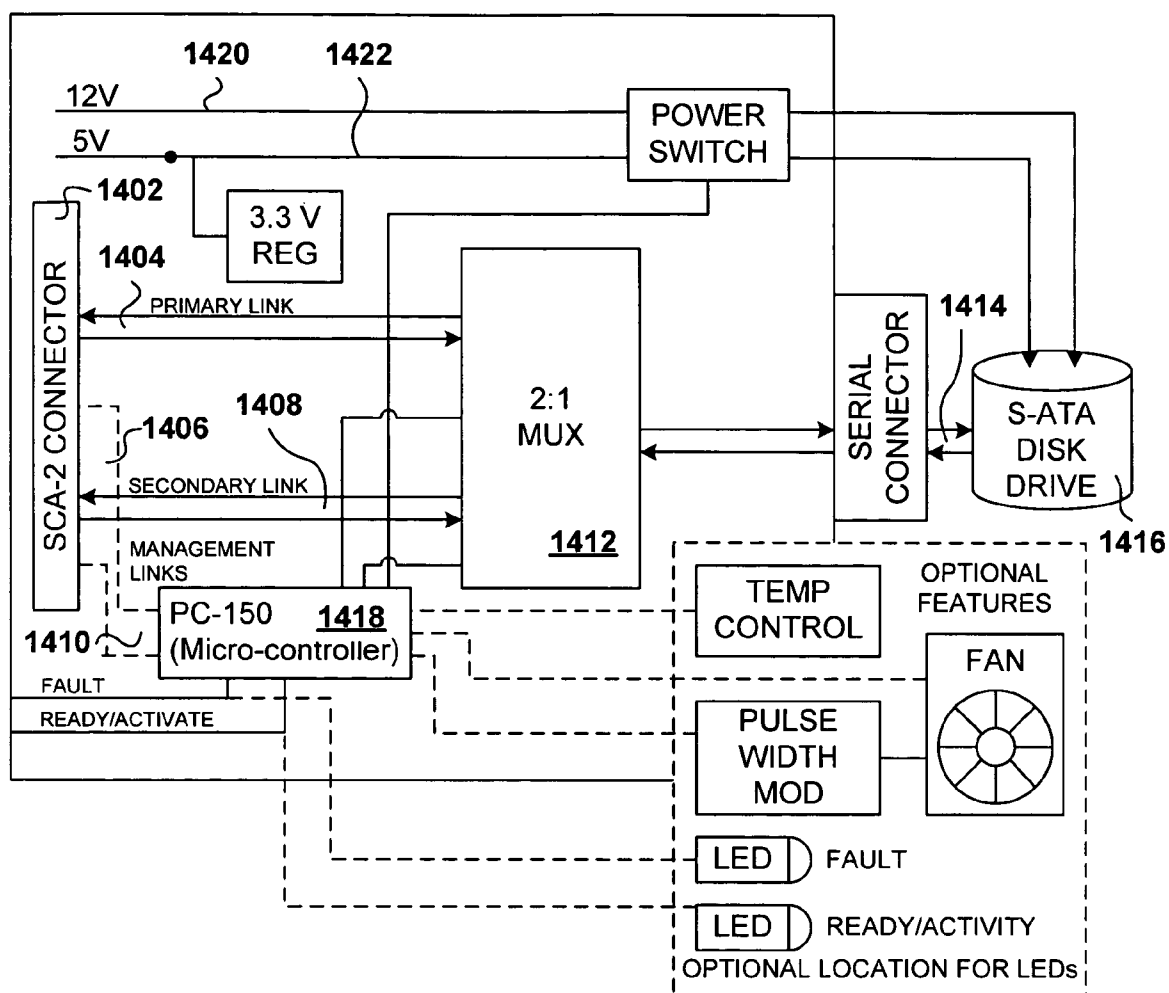 1420
1422
12V
5V
POWER
SWITCH
1402
3.3 V
REG
1404
PRIMARY LINK
SCA-2 CONNECTOR
2:1
MUX
1412
SERIAL
CONNECTOR
1414
S-ATA
DISK
DRIVE
1416
1406
1408
SECONDARY LINK
MANAGEMENT
LINKS
1410
PC-150
1418
(Micro-controller)
FAULT
READY/ACTIVATE
OPTIONAL
FEATURES
TEMP
CONTROL
FAN
PULSE
WIDTH
MOD
LED
FAULT
LED
READY/ACTIVITY
OPTIONAL LOCATION FOR LEDs